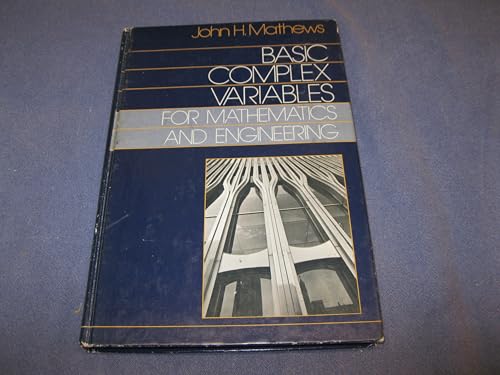 John H. Mathews
BASIC
COMPLEX
VARIABLES
FOR MATHEMATICS
AND ENGINEERING